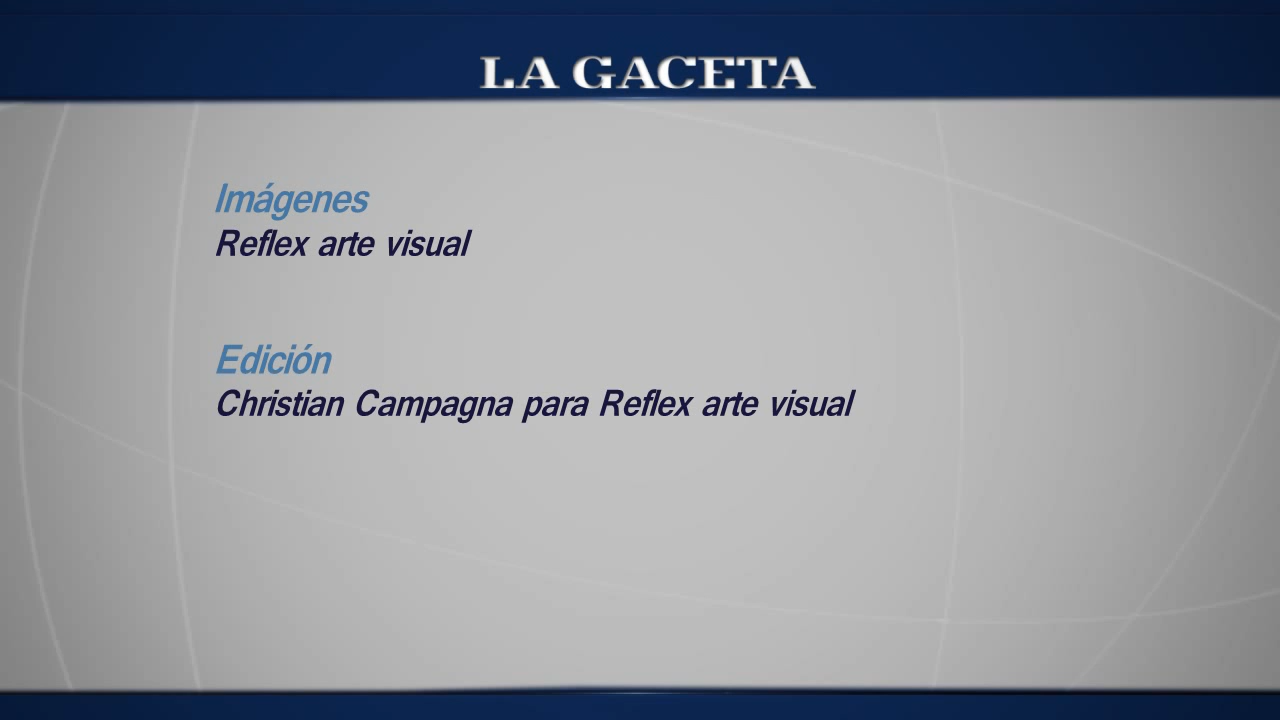 LA GACETA
Imágenes
Reflex arte visual
Edición
Christian Campagna para Reflex arte visual